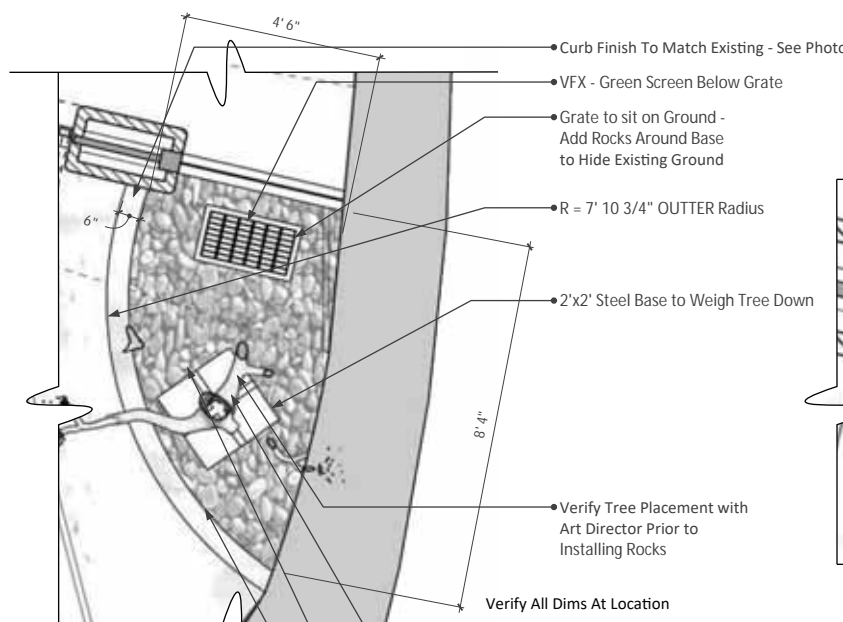 4' 6"
Curb Finish To Match Existing - See Photo
VFX - Green Screen Below Grate
Grate to sit on Ground -
Add Rocks Around Base
to Hide Existing Ground
6"
R = 7' 10 3/4" OUTTER Radius
2'x2' Steel Base to Weigh Tree Down
8' 4"
Verify Tree Placement with
Art Director Prior to
Installing Rocks
Verify All Dims At Location